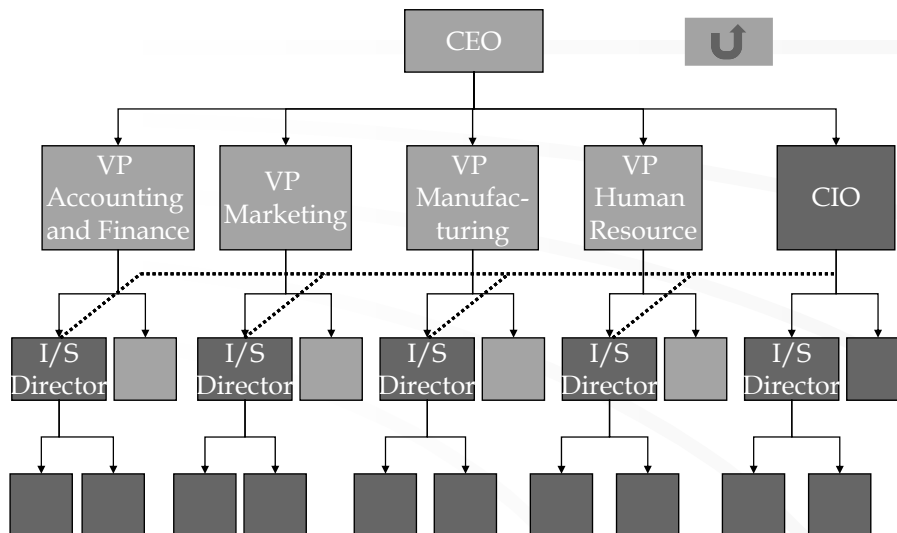 CEO
VP
Accounting
and Finance
VP
Marketing
VP
Manufac-
turing
VP
Human
Resource
CIO
I/S
Director
I/S
Director
I/S
Director
I/S
Director
I/S
Director